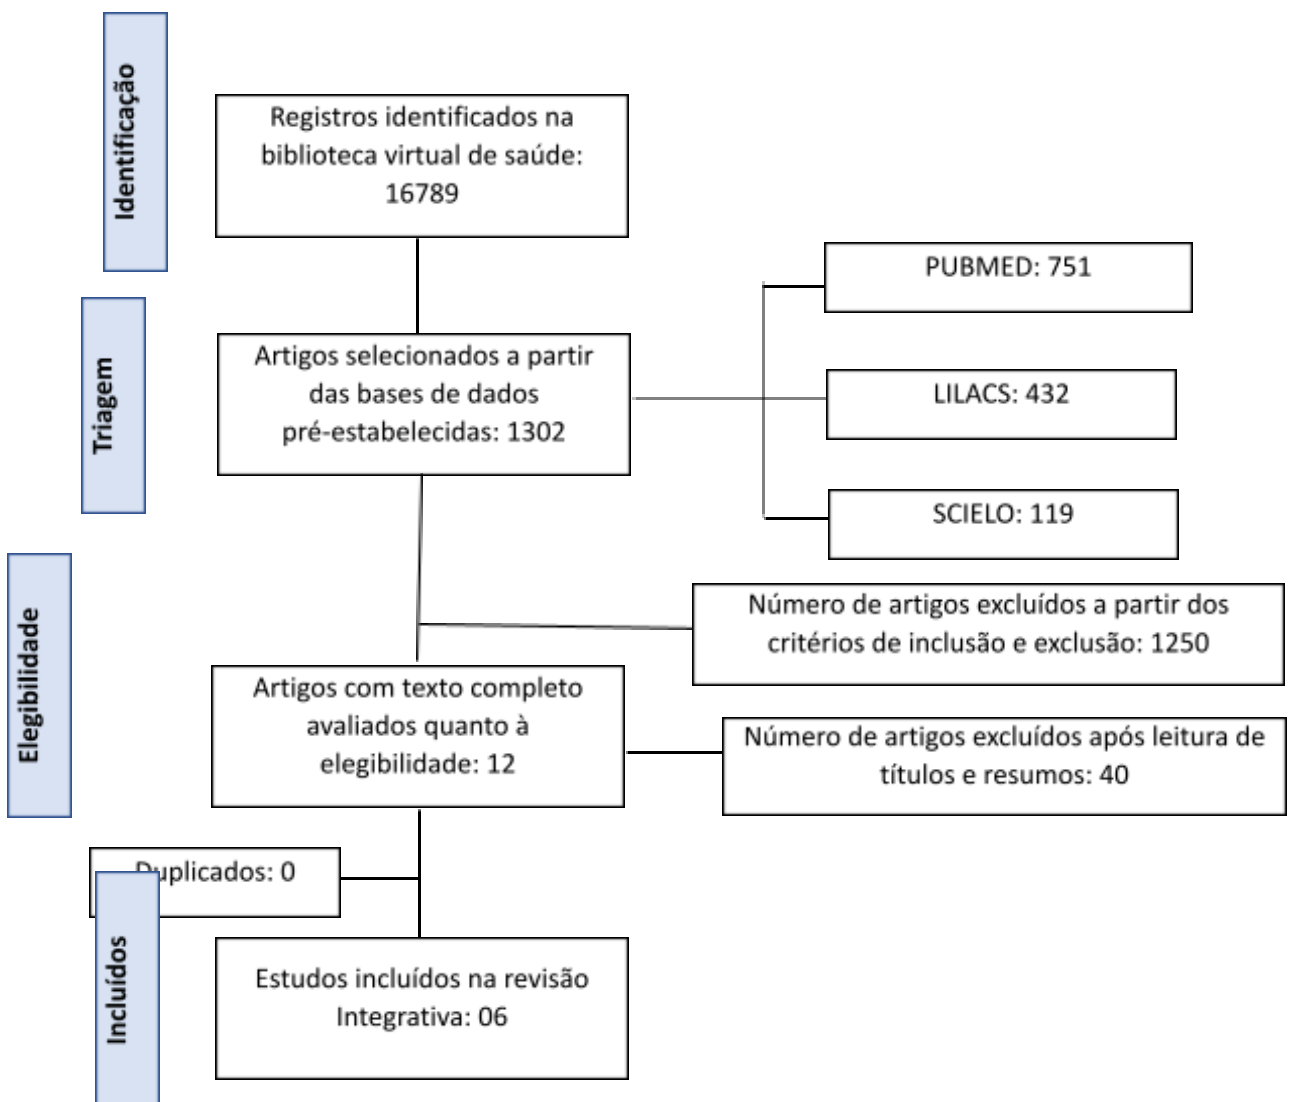 Identificação
Registros identificados na
biblioteca virtual de saúde:
16789
Triagem
Artigos selecionados a partir
das bases de dados
pré-estabelecidas: 1302
PUBMED: 751
LILACS: 432
SCIELO: 119
Elegibilidade
Número de artigos excluídos a partir dos
critérios de inclusão e exclusão: 1250
Artigos com texto completo
avaliados quanto à
elegibilidade: 12
Número de artigos excluídos após leitura de
títulos e resumos: 40
Duplicados: 0
Incluídos
Estudos incluídos na revisão
Integrativa: 06